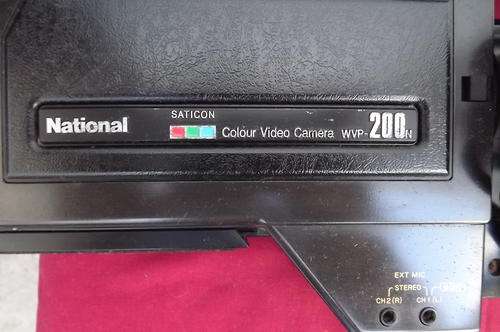 National
SATICON
Colour Video Camera WVP-200N
EXT MIC
STEREO
CH2(R) CH1(L)